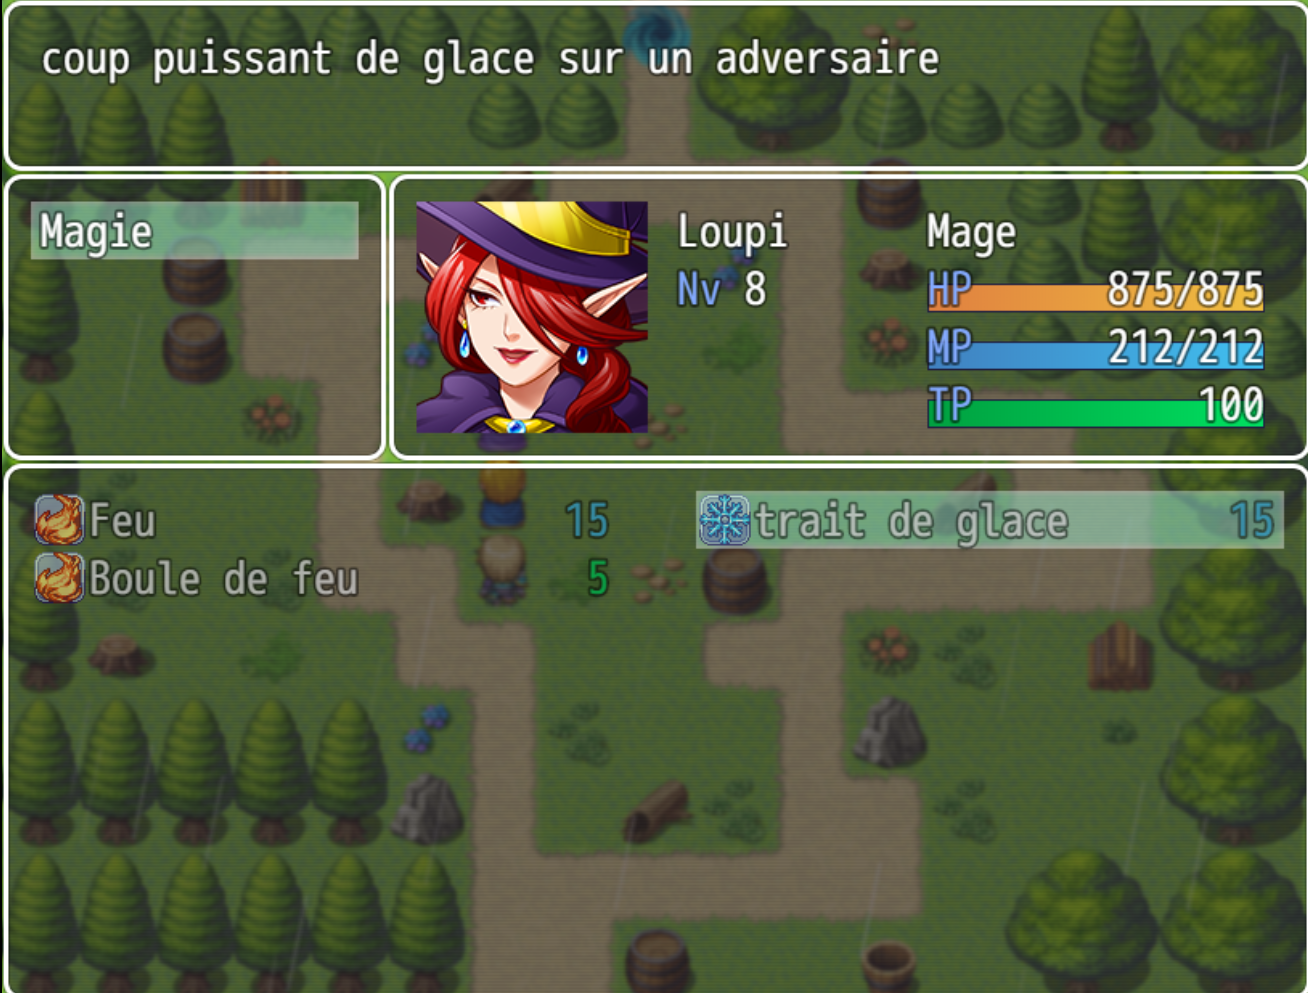 coup puissant de glace sur un adversaire
Magie
Loupi Mage
Nv 8 HP 875/875
MP 212/212
TP 100
Feu 15 trait de glace 15
Boule de feu 5